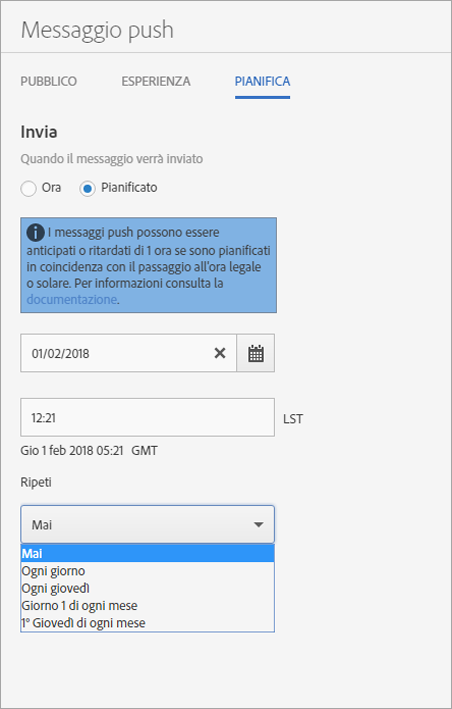 Messaggio push
PUBBLICO ESPERIENZA PIANIFICA
Invia
Quando il messaggio verrà inviato
Ora Pianificato
I messaggi push possono essere
anticipati o ritardati di 1 ora se sono pianificati
in coincidenza con il passaggio all'ora legale
o solare. Per informazioni consulta la
documentazione.
01/02/2018
12:21 LST
Gio 1 feb 2018 05:21 GMT
Ripeti
Mai
Mai
Ogni giorno
Ogni giovedì
Giorno 1 di ogni mese
1° Giovedì di ogni mese